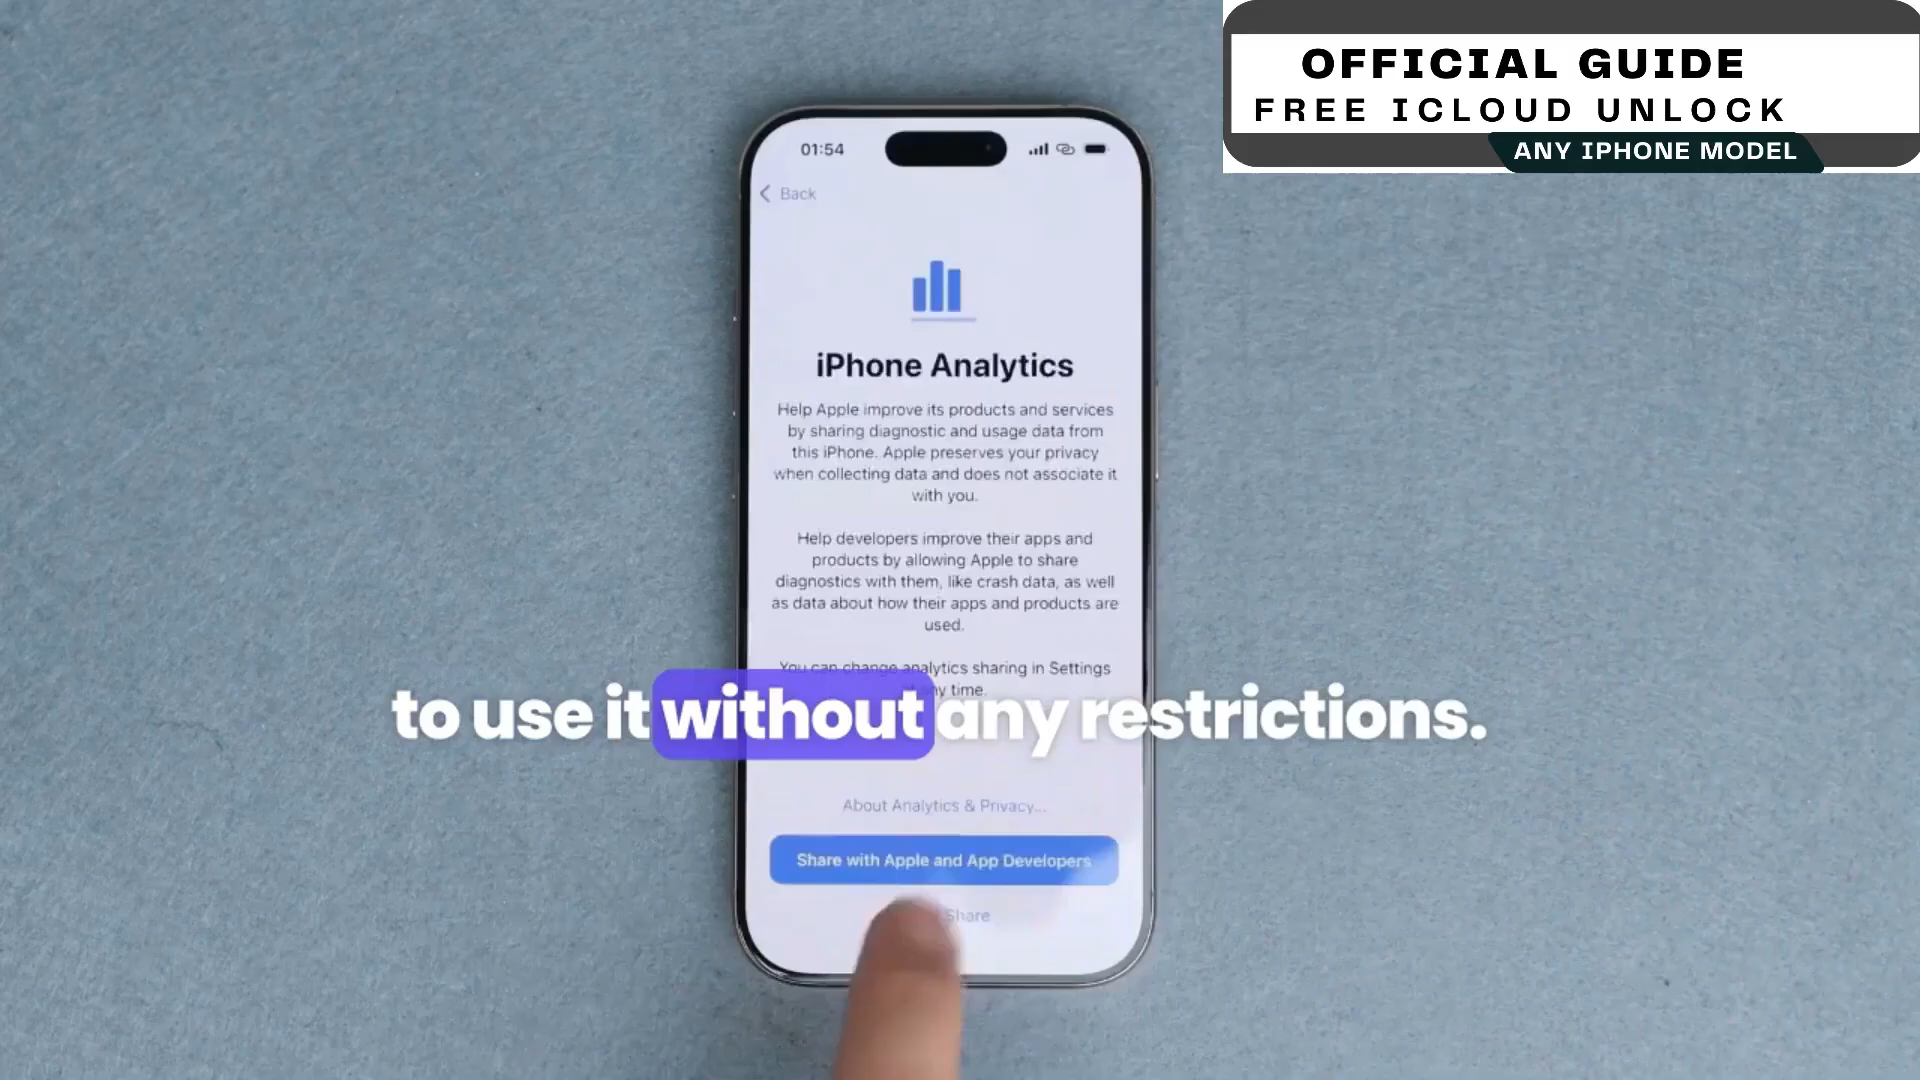 OFFICIAL GUIDE
FREE ICLOUD UNLOCK
ANY IPHONE MODEL
01:54
Back
iPhone Analytics
Help Apple improve its products and services
by sharing diagnostic and usage data from
this iPhone. Apple preserves your privacy
when collecting data and does not associate it
with you.
Help developers improve their apps and
products by allowing Apple to share
diagnostics with them, like crash data, as well
as data about how their apps and products are
used.
You can change analytics sharing in Settings
any time.
to use it without any restrictions.
About Analytics & Privacy...
Share with Apple and App Developers
Share